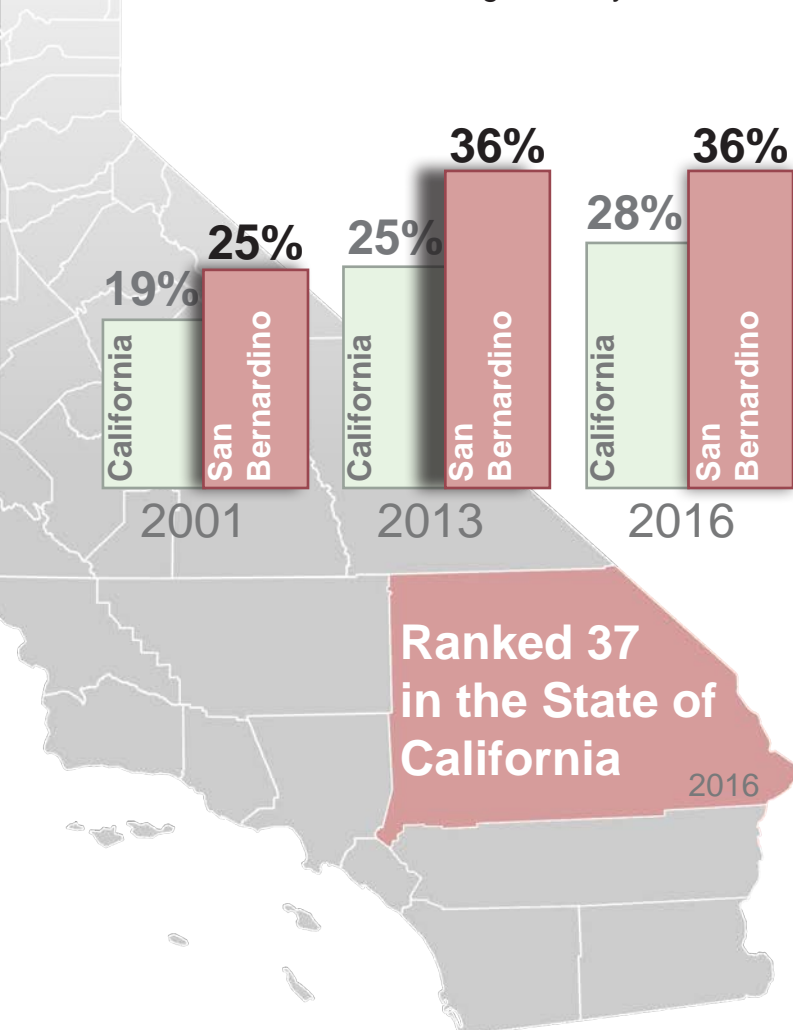 36%
36%
28%
25%
25%
19%
California
San
Bernardino
California
San
Bernardino
California
San
Bernardino
2001
2013
2016
Ranked 37
in the State of
California
2016